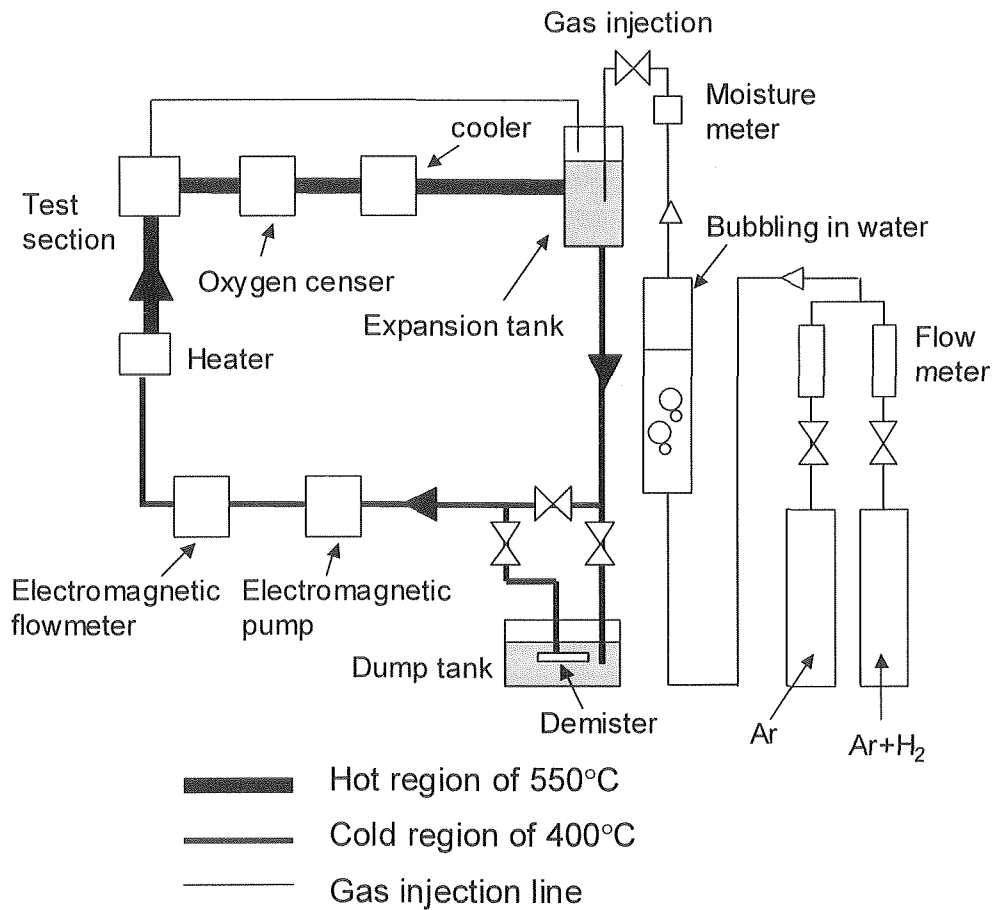 Gas injection
Moisture
meter
cooler
Test
section
Oxygen censer
Bubbling in water
Expansion tank
Heater
Flow
meter
Electromagnetic
flowmeter
Electromagnetic
pump
Dump tank
Demister
Ar
Ar+H₂
Hot region of 550°C
Cold region of 400°C
Gas injection line